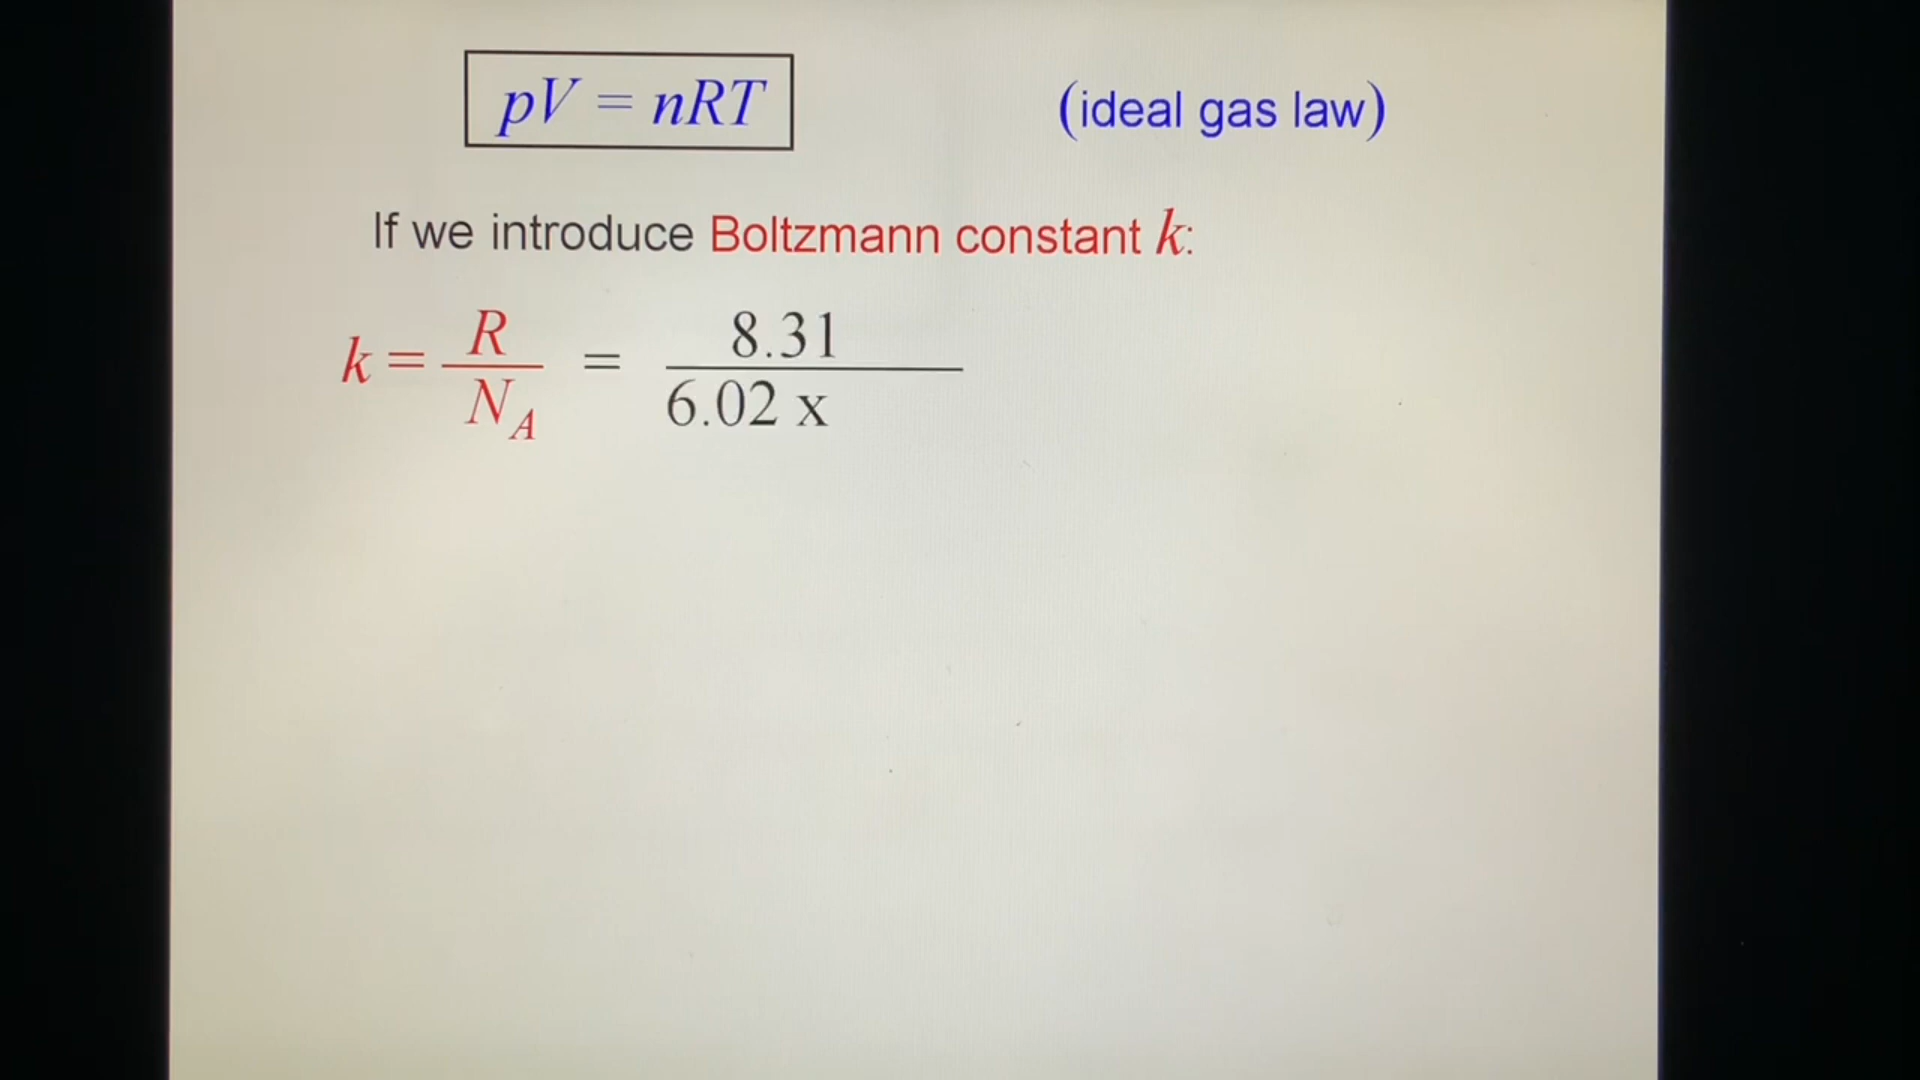 pV = nRT (ideal gas law)
If we introduce Boltzmann constant k:
k = R / N_A = 8.31 / 6.02 x